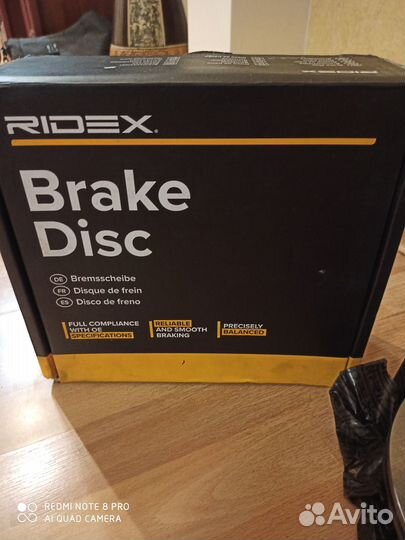 RIDEX
RIDEX.
Brake
Disc
DE Bremsscheibe
FR Disque de frein
ES Disco de freno
FULL COMPLIANCE
WITH OE
SPECIFICATIONS
RELIABLE
AND SMOOTH
BRAKING
PRECISELY
BALANCED
REDMI NOTE 8 PRO
AI QUAD CAMERA
Avito